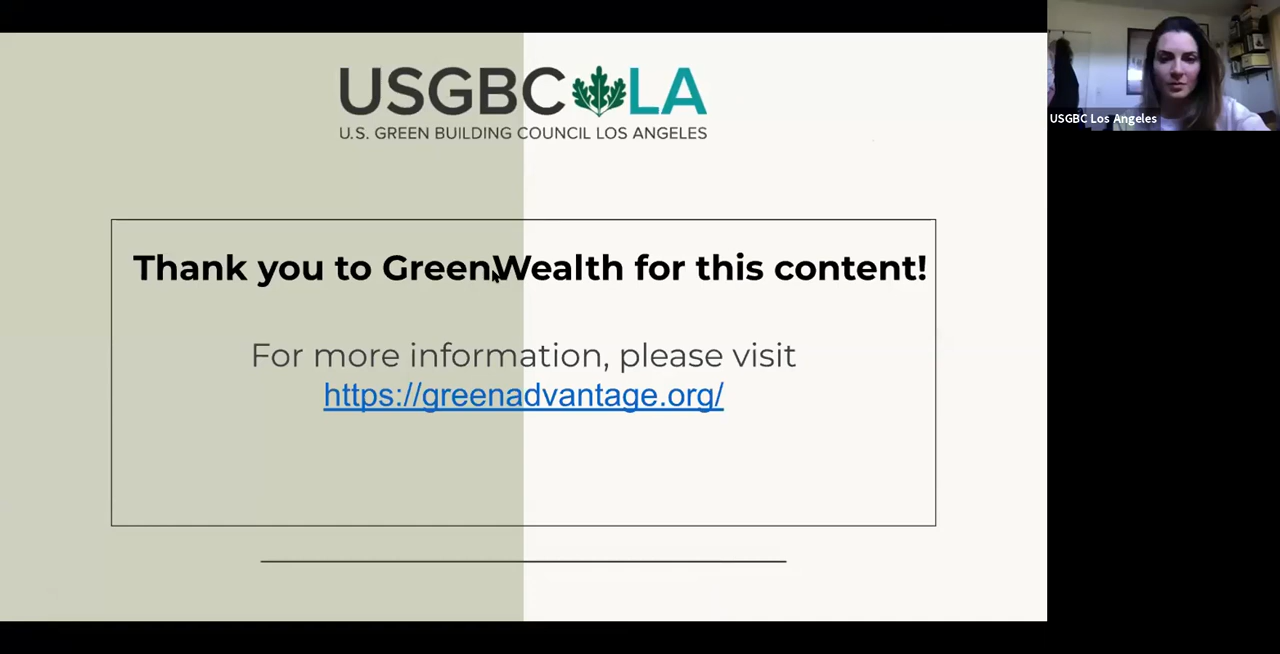 USGBC LA
U.S. GREEN BUILDING COUNCIL LOS ANGELES
Thank you to GreenWealth for this content!
For more information, please visit
https://greenadvantage.org/
USGBC Los Angeles